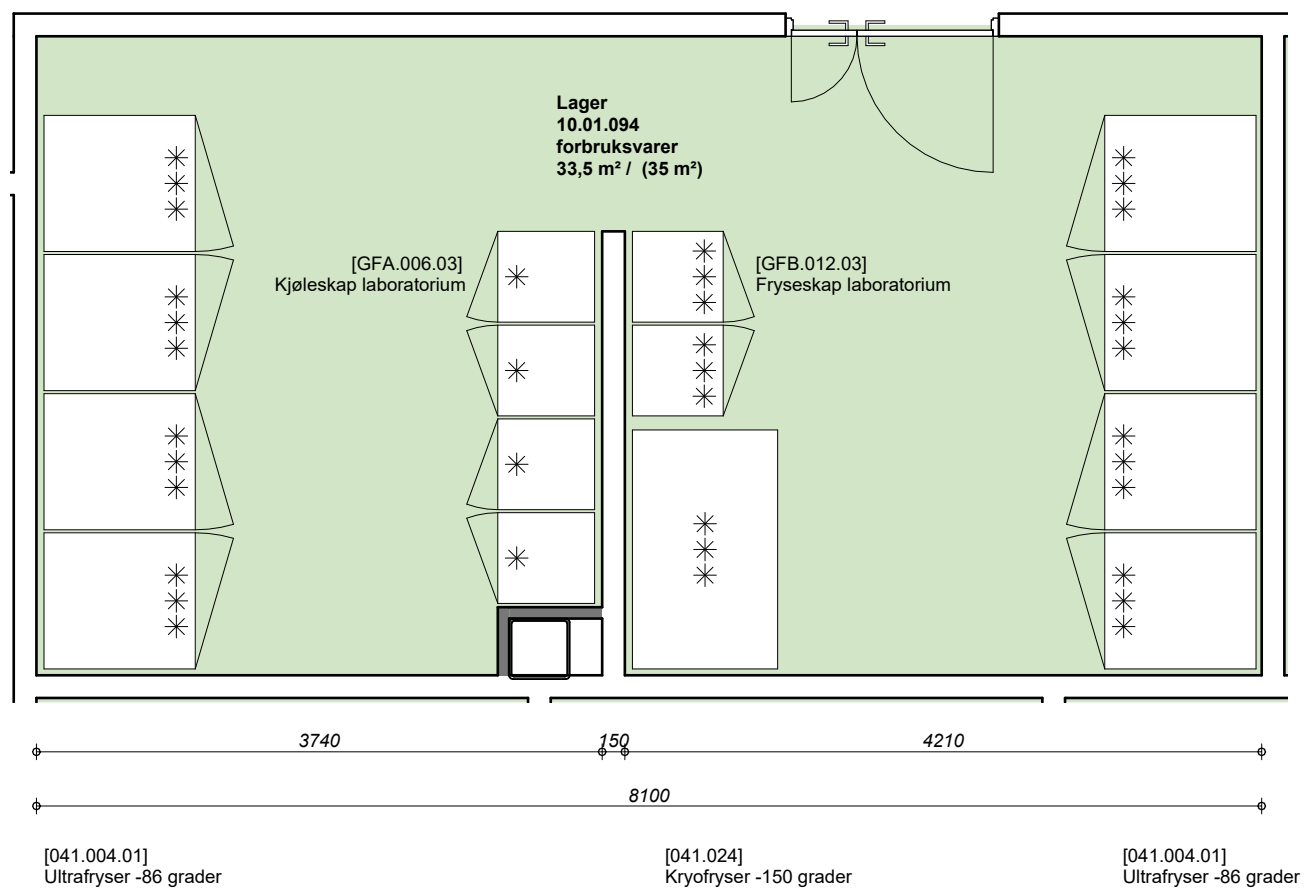 Lager
10.01.094
forbruksvarer
33,5 m² / (35 m²)
[GFA.006.03]
Kjøleskap laboratorium
[GFB.012.03]
Fryseskap laboratorium
3740
150
4210
8100
[041.004.01]
Ultrafryser -86 grader
[041.024]
Kryofryser -150 grader
[041.004.01]
Ultrafryser -86 grader